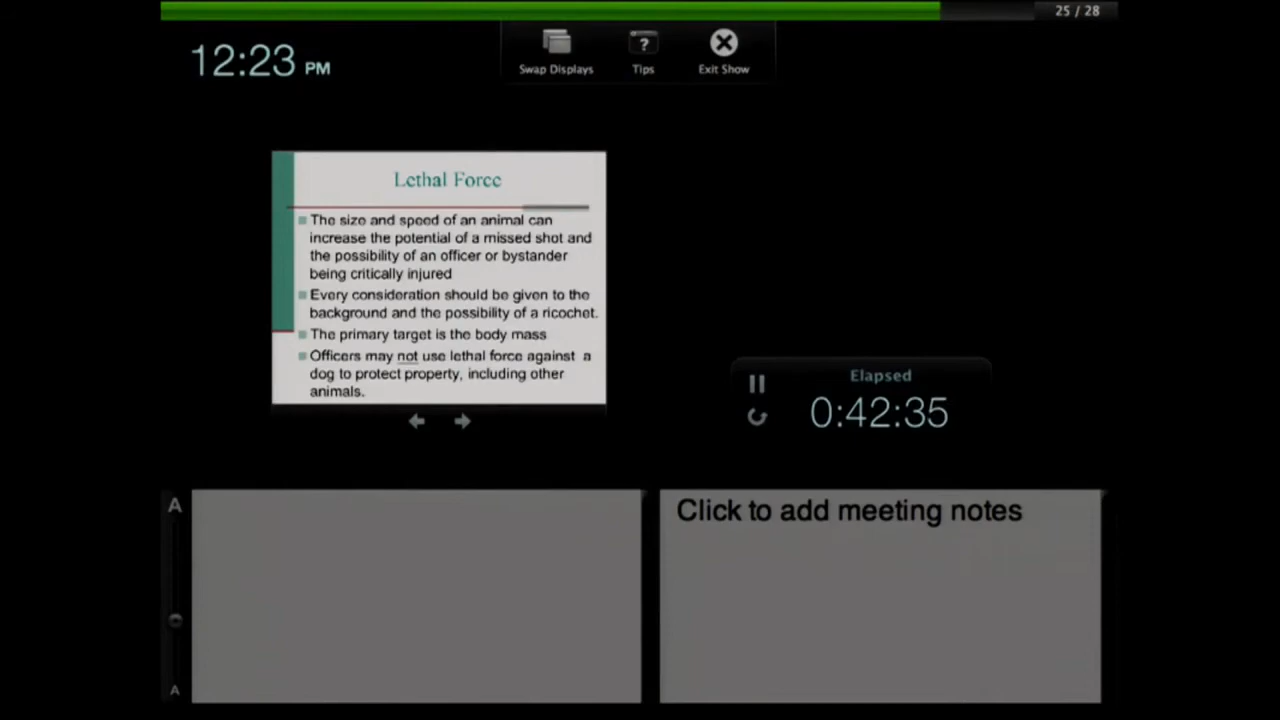 25 / 28
12:23 PM
Swap Displays
Tips
Exit Show
Lethal Force
The size and speed of an animal can
increase the potential of a missed shot and
the possibility of an officer or bystander
being critically injured
Every consideration should be given to the
background and the possibility of a ricochet.
The primary target is the body mass
Officers may not use lethal force against a
dog to protect property, including other
animals.
Elapsed
0:42:35
A
Click to add meeting notes
A